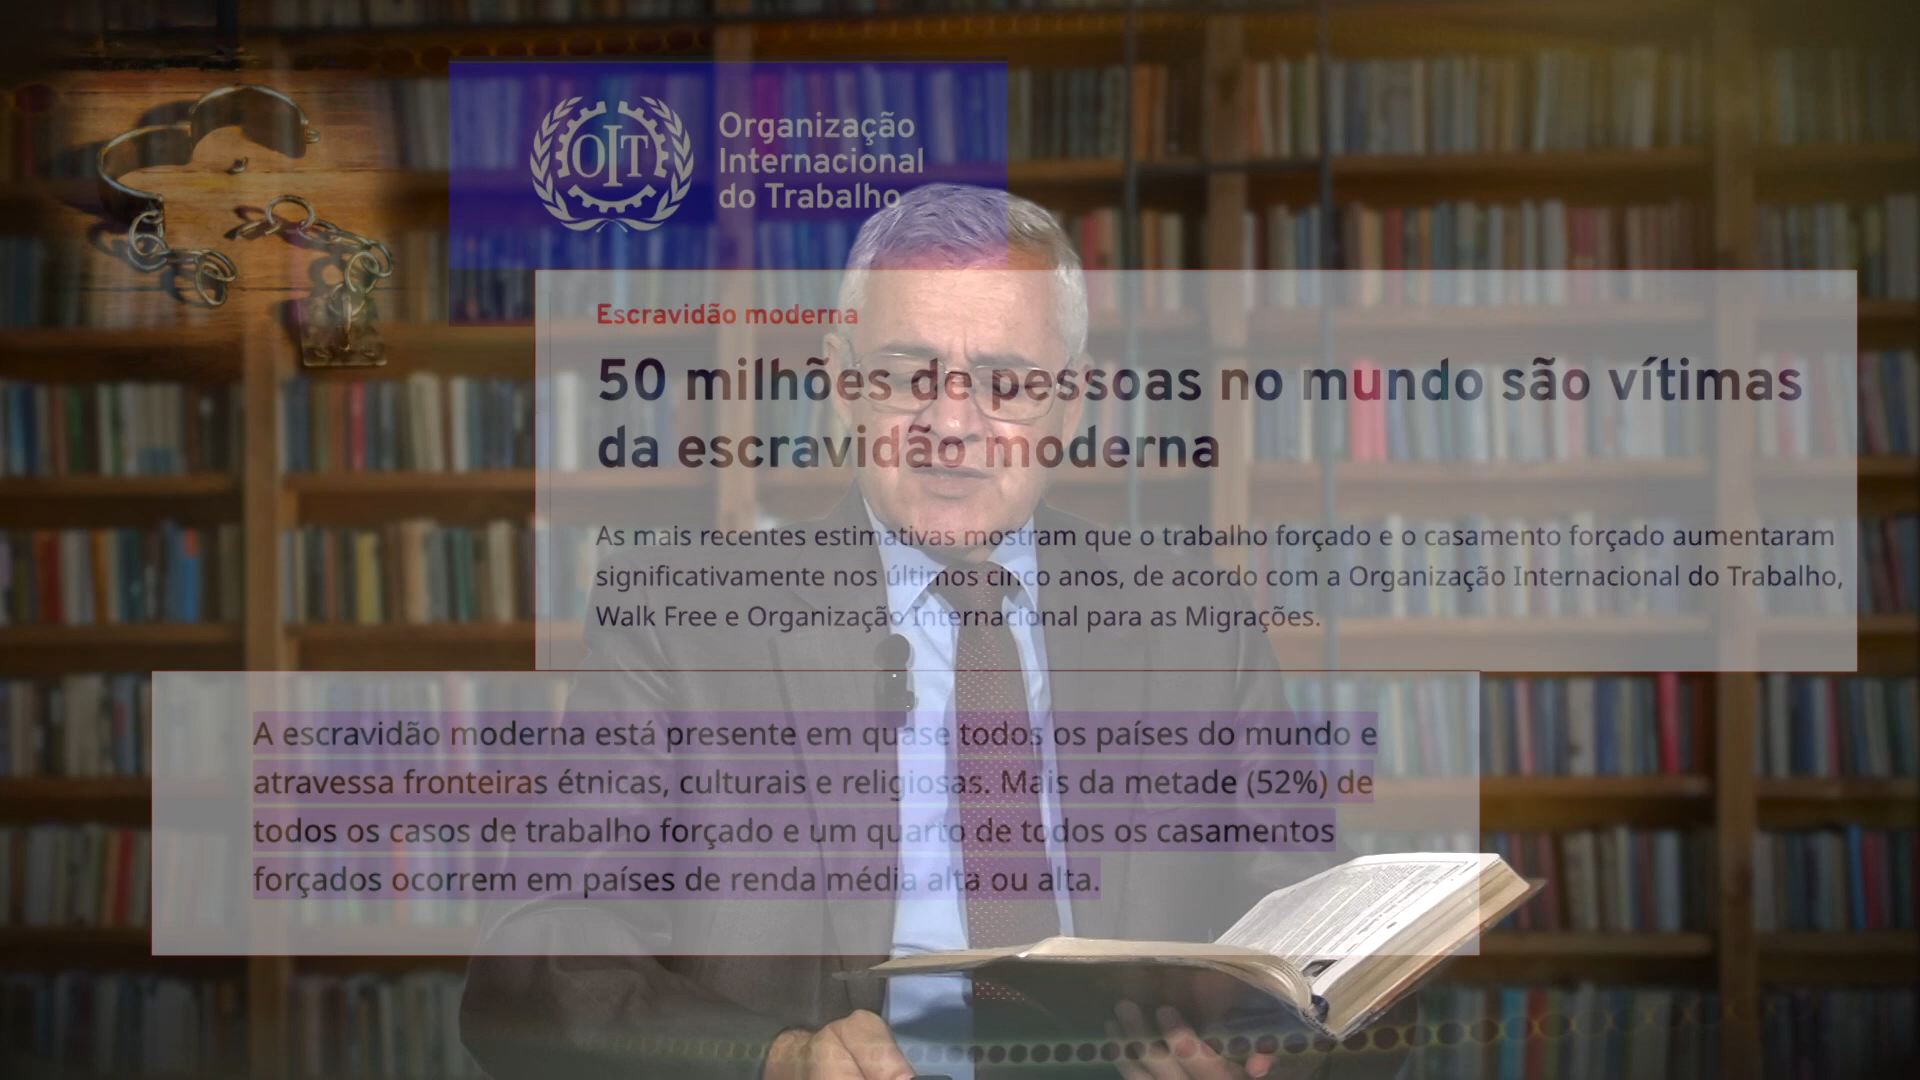 OIT
Organização
Internacional
do Trabalho
Escravidão moderna
50 milhões de pessoas no mundo são vítimas
da escravidão moderna
As mais recentes estimativas mostram que o trabalho forçado e o casamento forçado aumentaram
significativamente nos últimos cinco anos, de acordo com a Organização Internacional do Trabalho,
Walk Free e Organização Internacional para as Migrações.
A escravidão moderna está presente em quase todos os países do mundo e
atravessa fronteiras étnicas, culturais e religiosas. Mais da metade (52%) de
todos os casos de trabalho forçado e um quarto de todos os casamentos
forçados ocorrem em países de renda média alta ou alta.